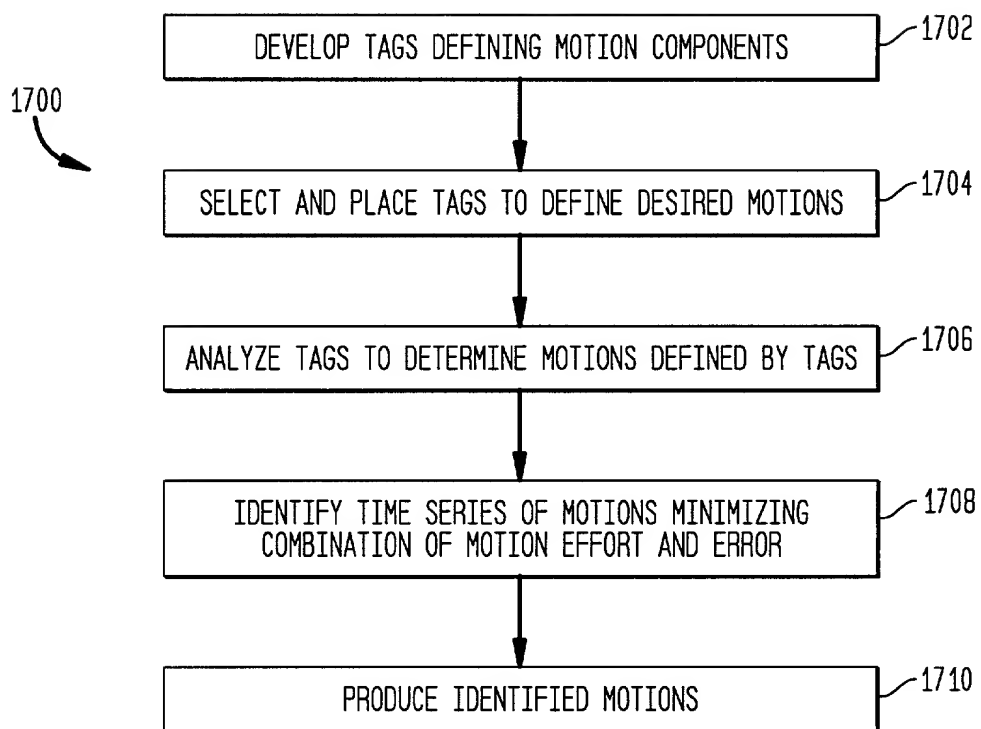 DEVELOP TAGS DEFINING MOTION COMPONENTS
1702
1700
SELECT AND PLACE TAGS TO DEFINE DESIRED MOTIONS
1704
ANALYZE TAGS TO DETERMINE MOTIONS DEFINED BY TAGS
1706
IDENTIFY TIME SERIES OF MOTIONS MINIMIZING
COMBINATION OF MOTION EFFORT AND ERROR
1708
PRODUCE IDENTIFIED MOTIONS
1710